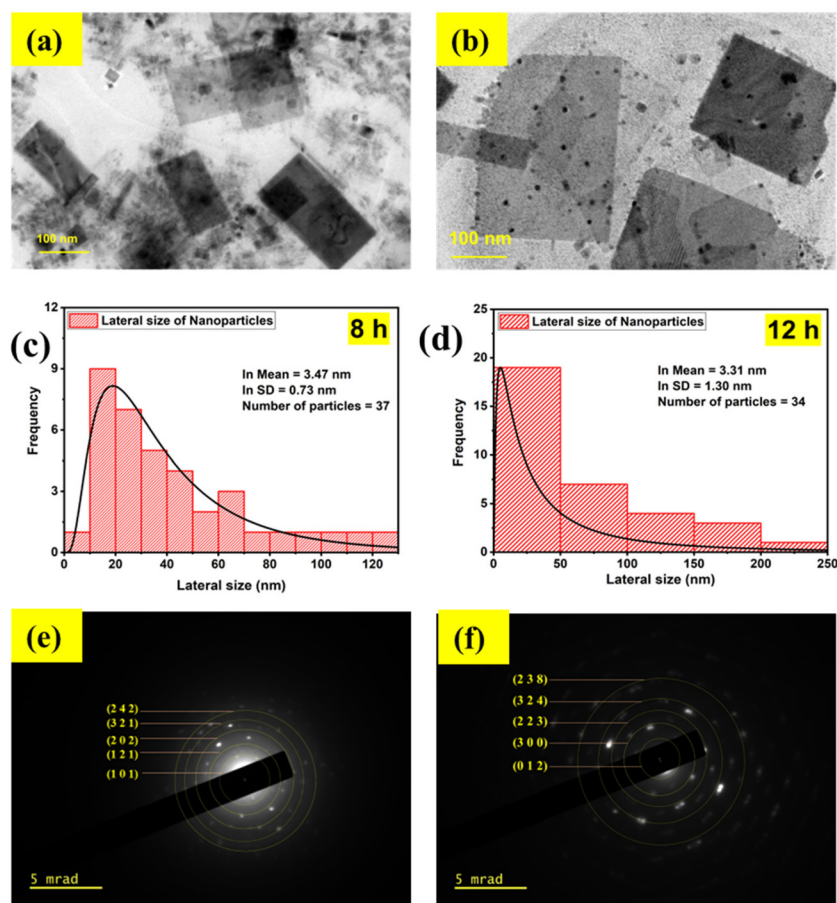 (a)
100 nm
(b)
100 nm
(c)
Lateral size of Nanoparticles
8 h
ln Mean = 3.47 nm
ln SD = 0.73 nm
Number of particles = 37
Frequency
12
9
6
3
0
0 20 40 60 80 100 120
Lateral size (nm)
(d)
Lateral size of Nanoparticles
12 h
ln Mean = 3.31 nm
ln SD = 1.30 nm
Number of particles = 34
Frequency
25
20
15
10
5
0
0 50 100 150 200 250
Lateral size (nm)
(e)
(2 4 2)
(3 2 1)
(2 0 2)
(1 2 1)
(1 0 1)
5 mrad
(f)
(2 3 8)
(3 2 4)
(2 2 3)
(3 0 0)
(0 1 2)
5 mrad